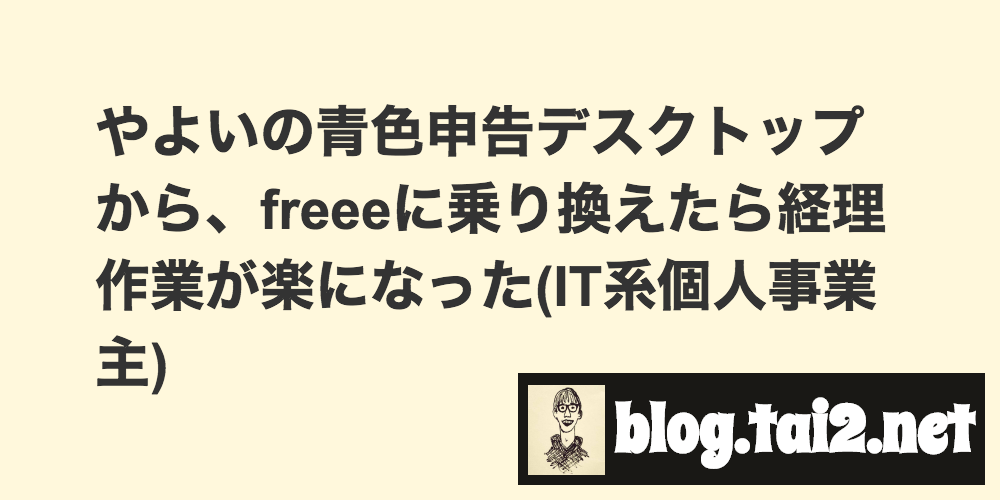 やよいの青色申告デスクトップ
から、freeeに乗り換えたら経理
作業が楽になった(IT系個人事業
主)
blog.tai2.net